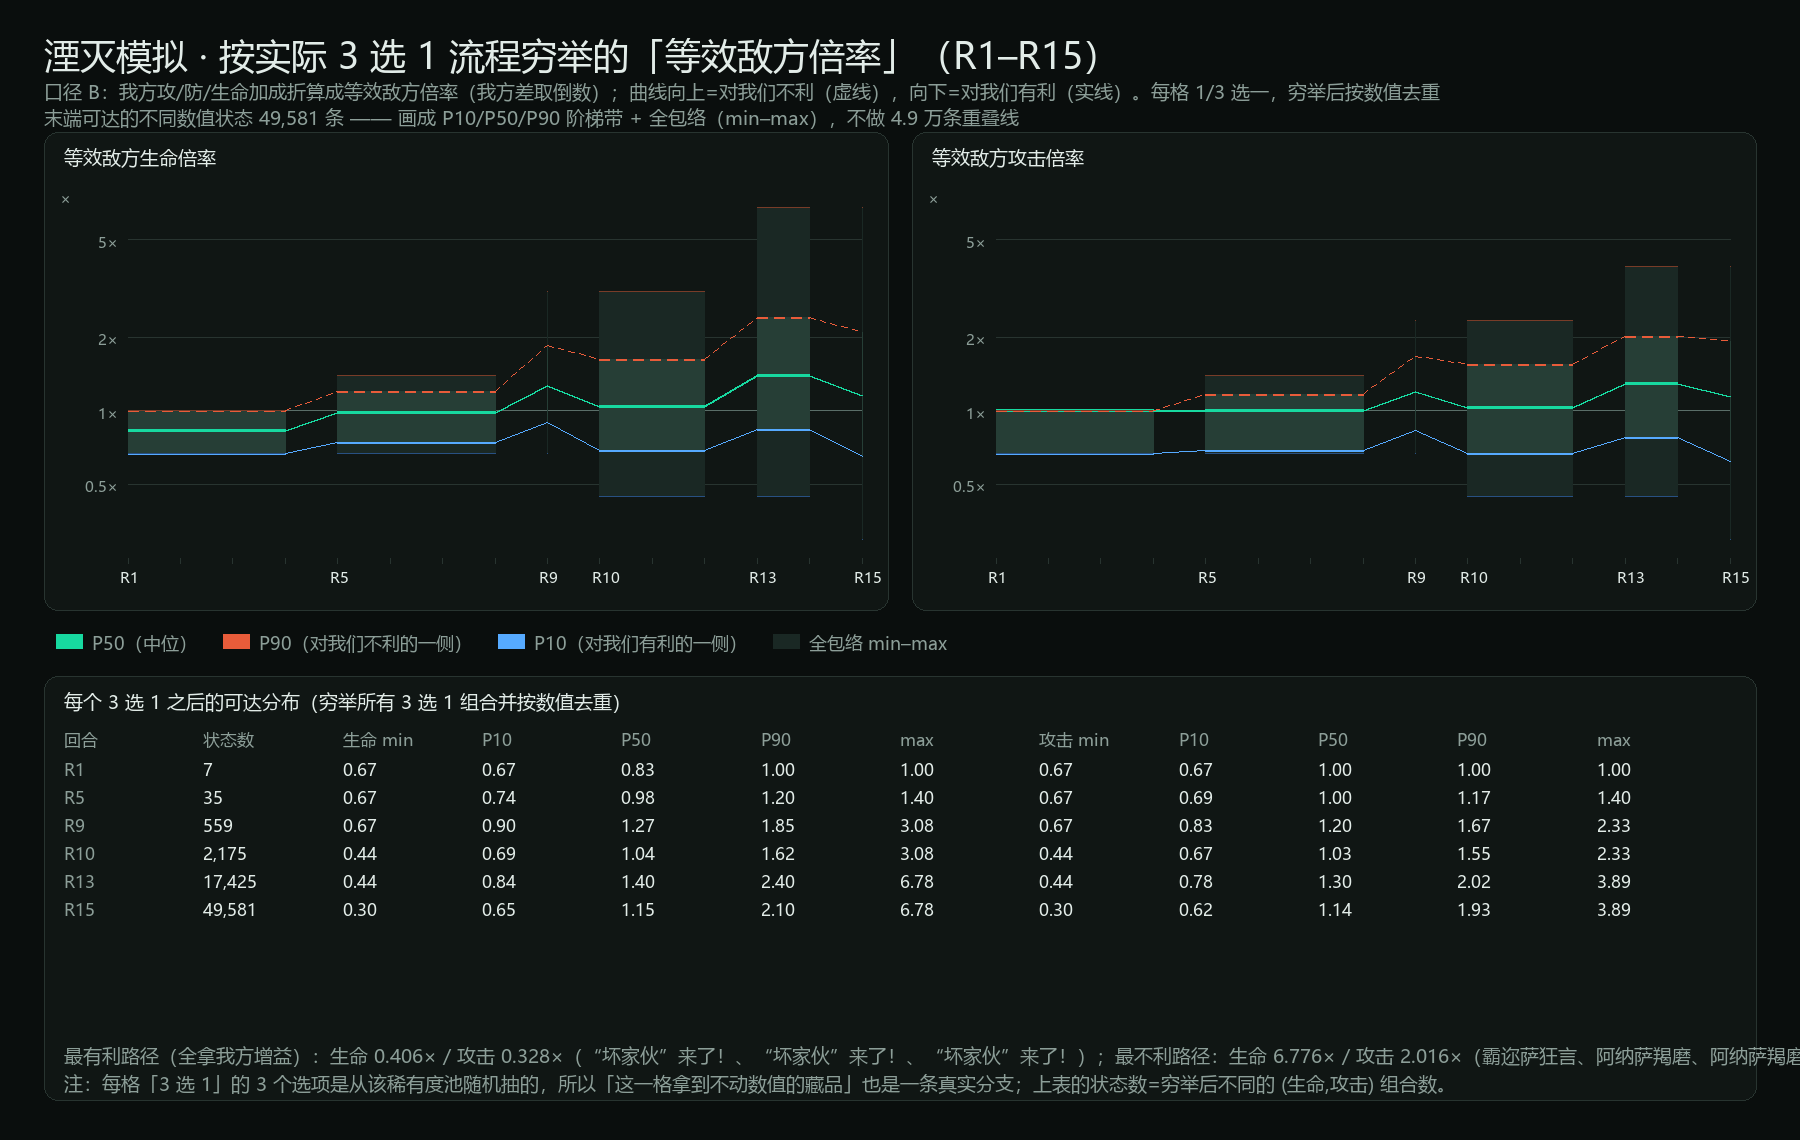 湮灭模拟 · 按实际 3 选 1 流程穷举的「等效敌方倍率」（R1–R15）
口径 B：我方攻/防/生命加成折算成等效敌方倍率（我方差取倒数）；曲线向上=对我们不利（虚线），向下=对我们有利（实线）。每格 1/3 选一，穷举后按数值去重
末端可达的不同数值状态 49,581 条 —— 画成 P10/P50/P90 阶梯带 + 全包络（min–max），不做 4.9 万条重叠线
等效敌方生命倍率
×
5×
2×
1×
0.5×
R1 R5 R9 R10 R13 R15
等效敌方攻击倍率
×
5×
2×
1×
0.5×
R1 R5 R9 R10 R13 R15
P50（中位） P90（对我们不利的一侧） P10（对我们有利的一侧） 全包络 min–max
每个 3 选 1 之后的可达分布（穷举所有 3 选 1 组合并按数值去重）
回合 状态数 生命 min P10 P50 P90 max 攻击 min P10 P50 P90 max
R1 7 0.67 0.67 0.83 1.00 1.00 0.67 0.67 1.00 1.00 1.00
R5 35 0.67 0.74 0.98 1.20 1.40 0.67 0.69 1.00 1.17 1.40
R9 559 0.67 0.90 1.27 1.85 3.08 0.67 0.83 1.20 1.67 2.33
R10 2,175 0.44 0.69 1.04 1.62 3.08 0.44 0.67 1.03 1.55 2.33
R13 17,425 0.44 0.84 1.40 2.40 6.78 0.44 0.78 1.30 2.02 3.89
R15 49,581 0.30 0.65 1.15 2.10 6.78 0.30 0.62 1.14 1.93 3.89
最有利路径（全拿我方增益）：生命 0.406× / 攻击 0.328×（“坏家伙”来了！、“坏家伙”来了！、“坏家伙”来了！）；最不利路径：生命 6.776× / 攻击 2.016×（霸迩萨狂言、阿纳萨羯磨、阿纳萨羯磨
注：每格「3 选 1」的 3 个选项是从该稀有度池随机抽的，所以「这一格拿到不动数值的藏品」也是一条真实分支；上表的状态数=穷举后不同的 (生命,攻击) 组合数。